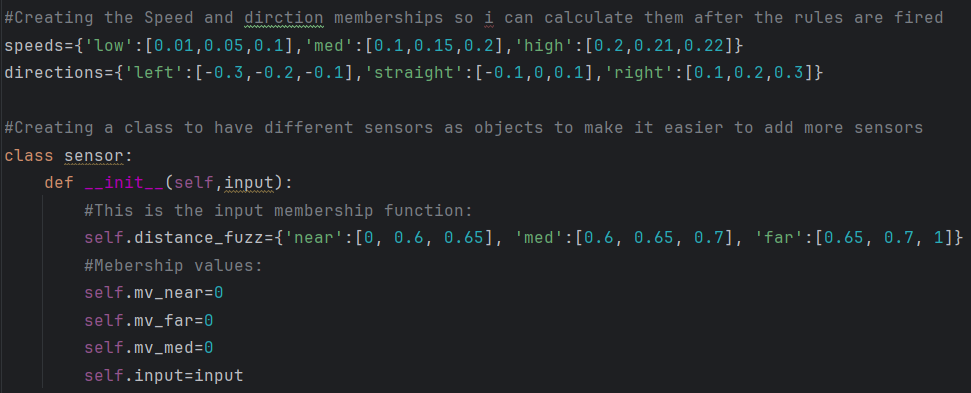 #Creating the Speed and dirction memberships so i can calculate them after the rules are fired
speeds={'low':[0.01,0.05,0.1],'med':[0.1,0.15,0.2],'high':[0.2,0.21,0.22]}
directions={'left':[-0.3,-0.2,-0.1],'straight':[-0.1,0,0.1],'right':[0.1,0.2,0.3]}
#Creating a class to have different sensors as objects to make it easier to add more sensors
class sensor:
def __init__(self,input):
#This is the input membership function:
self.distance_fuzz={'near':[0, 0.6, 0.65], 'med':[0.6, 0.65, 0.7], 'far':[0.65, 0.7, 1]}
#Mebership values:
self.mv_near=0
self.mv_far=0
self.mv_med=0
self.input=input